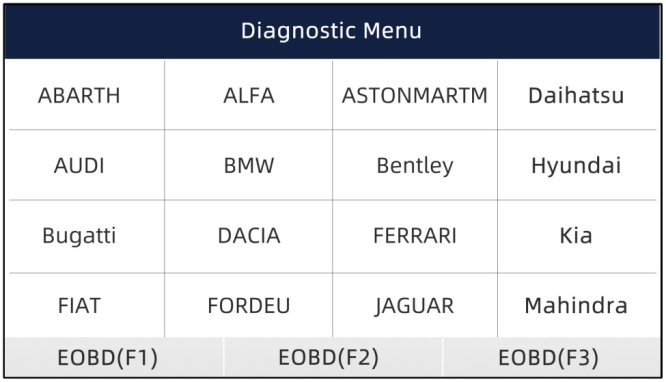 Diagnostic Menu
ABARTH ALFA ASTONMARTM Daihatsu
AUDI BMW Bentley Hyundai
Bugatti DACIA FERRARI Kia
FIAT FORDEU JAGUAR Mahindra
EOBD(F1) EOBD(F2) EOBD(F3)